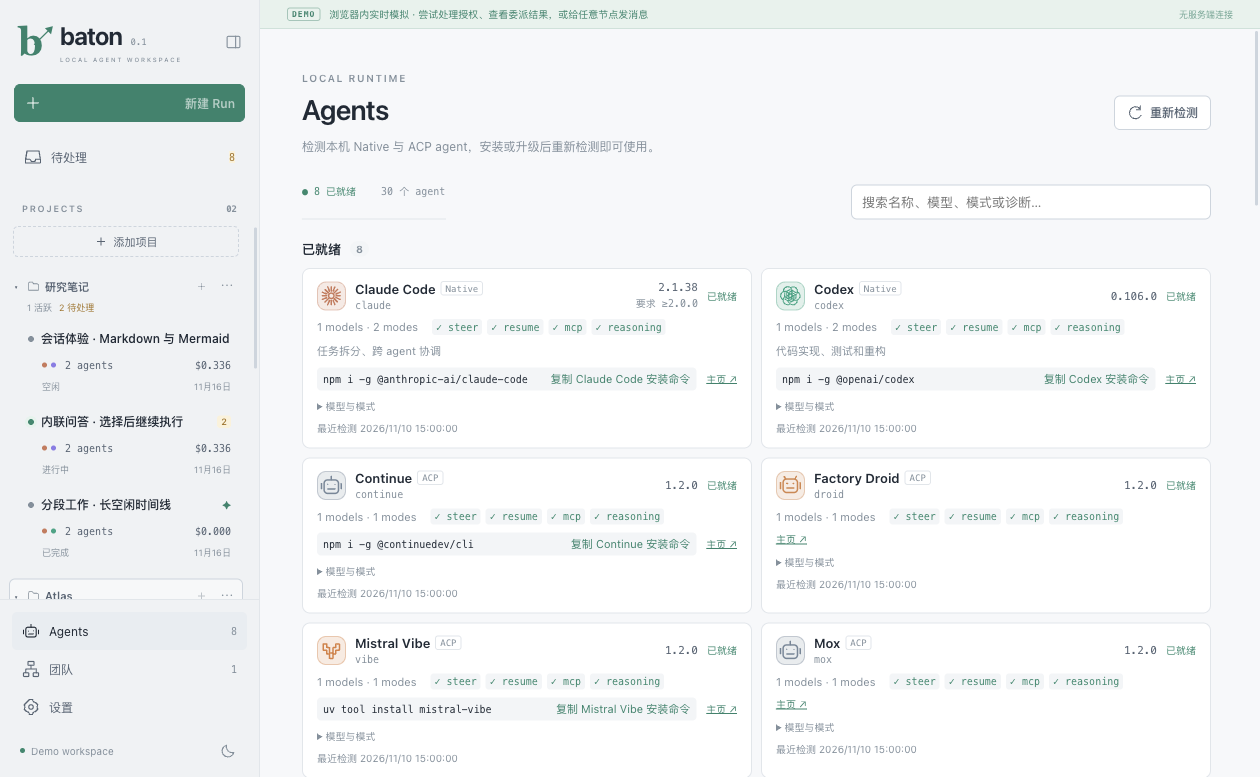 baton 0.1
LOCAL AGENT WORKSPACE
新建 Run
待处理 8
PROJECTS 02
添加项目
研究笔记
1 活跃 2 待处理
会话体验 · Markdown 与 Mermaid
2 agents $0.336
空闲 11月16日
内联问答 · 选择后继续执行 2
2 agents $0.336
进行中 11月16日
分段工作 · 长空闲时间线
2 agents $0.000
已完成 11月16日
Atlas
Agents 8
团队 1
设置
Demo workspace
DEMO 浏览器内实时模拟 · 尝试处理授权、查看委派结果，或给任意节点发消息 无服务端连接
LOCAL RUNTIME
Agents
重新检测
检测本机 Native 与 ACP agent，安装或升级后重新检测即可使用。
8 已就绪 30 个 agent
搜索名称、模型、模式或诊断…
已就绪 8
Claude Code Native
claude
2.1.38
要求 ≥2.0.0
已就绪
1 models · 2 modes ✓ steer ✓ resume ✓ mcp ✓ reasoning
任务拆分、跨 agent 协调
npm i -g @anthropic-ai/claude-code 复制 Claude Code 安装命令 主页 ↗
▶ 模型与模式
最近检测 2026/11/10 15:00:00
Codex Native
codex
0.106.0 已就绪
1 models · 2 modes ✓ steer ✓ resume ✓ mcp ✓ reasoning
代码实现、测试和重构
npm i -g @openai/codex 复制 Codex 安装命令 主页 ↗
▶ 模型与模式
最近检测 2026/11/10 15:00:00
Continue ACP
continue
1.2.0 已就绪
1 models · 1 modes ✓ steer ✓ resume ✓ mcp ✓ reasoning
npm i -g @continuedev/cli 复制 Continue 安装命令 主页 ↗
▶ 模型与模式
最近检测 2026/11/10 15:00:00
Factory Droid ACP
droid
1.2.0 已就绪
1 models · 1 modes ✓ steer ✓ resume ✓ mcp ✓ reasoning
主页 ↗
▶ 模型与模式
最近检测 2026/11/10 15:00:00
Mistral Vibe ACP
vibe
1.2.0 已就绪
1 models · 1 modes ✓ steer ✓ resume ✓ mcp ✓ reasoning
uv tool install mistral-vibe 复制 Mistral Vibe 安装命令 主页 ↗
▶ 模型与模式
最近检测 2026/11/10 15:00:00
Mox ACP
mox
1.2.0 已就绪
1 models · 1 modes ✓ steer ✓ resume ✓ mcp ✓ reasoning
主页 ↗
▶ 模型与模式
最近检测 2026/11/10 15:00:00